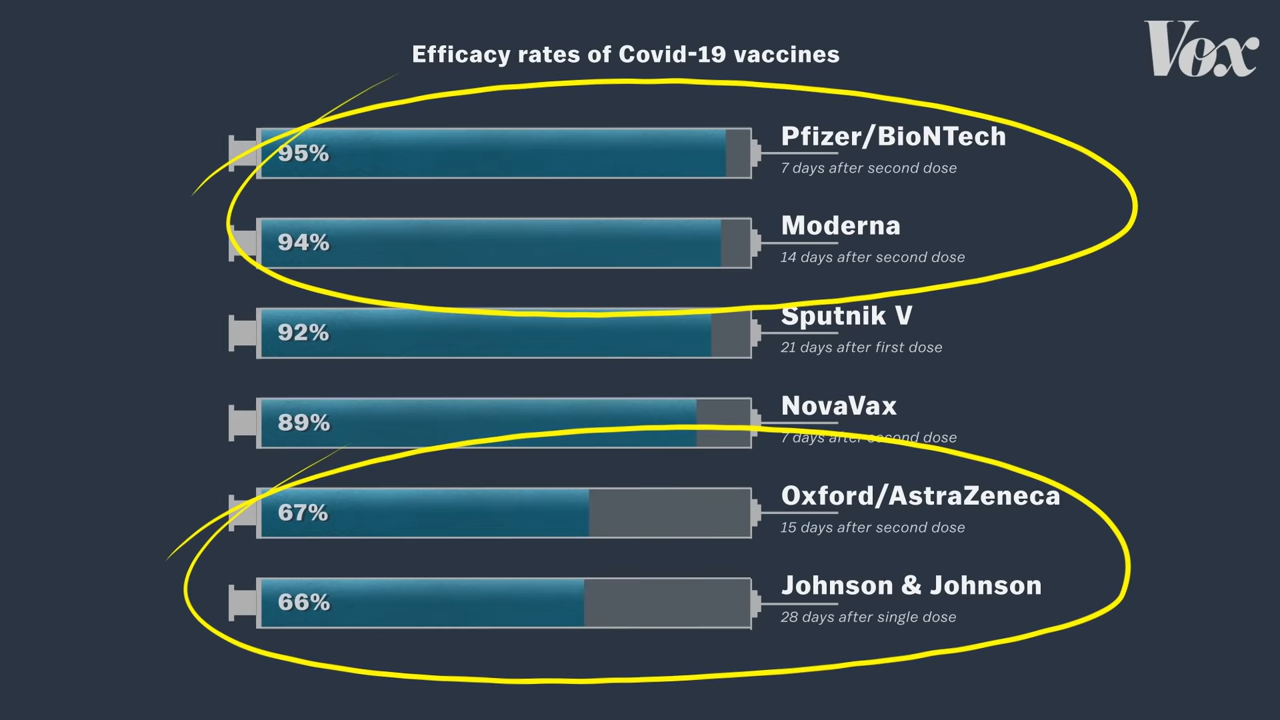 Vox
Efficacy rates of Covid-19 vaccines
95%
Pfizer/BioNTech
7 days after second dose
94%
Moderna
14 days after second dose
92%
Sputnik V
21 days after first dose
89%
NovaVax
7 days after second dose
67%
Oxford/AstraZeneca
15 days after second dose
66%
Johnson & Johnson
28 days after single dose